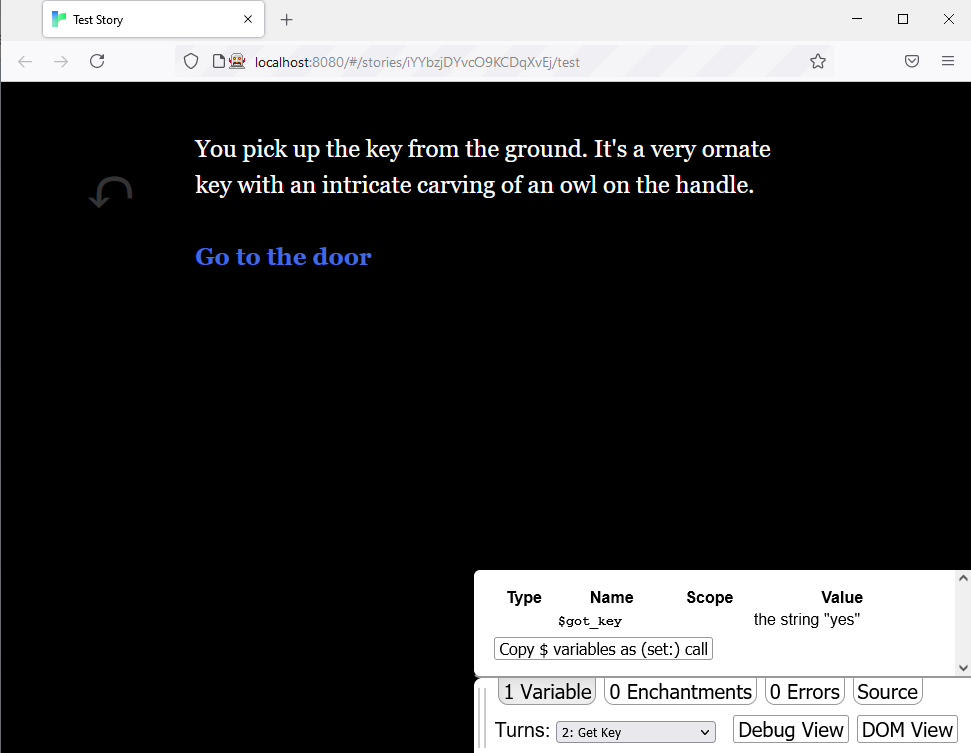 Test Story
localhost:8080/#/stories/iYYbzjDYvcO9KCDqXvEj/test
You pick up the key from the ground. It's a very ornate
key with an intricate carving of an owl on the handle.
Go to the door
Type Name Scope Value
$got_key the string "yes"
Copy $ variables as (set:) call
1 Variable 0 Enchantments 0 Errors Source
Turns: 2: Get Key Debug View DOM View